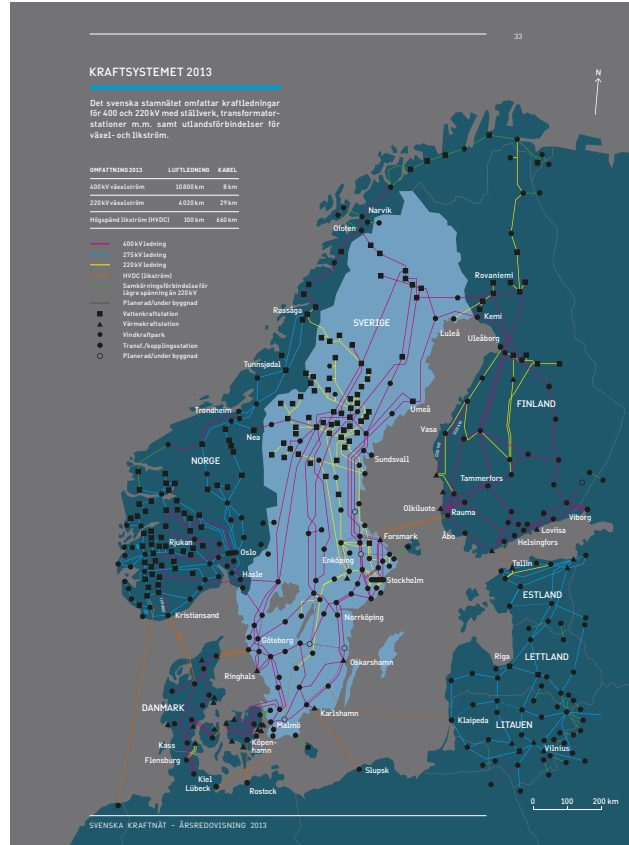 33
KRAFTSYSTEMET 2013
N
Det svenska stamnätet omfattar kraftledningar
för 400 och 220 kV med ställverk, transformator-
stationer m.m. samt utlandsförbindelser för
växel- och likström.
OMFATTNING 2013 LUFTLEDNING KABEL
400 kV växelström 10 800 km 8 km
220 kV växelström 4 020 km 29 km
Högspänd likström (HVDC) 100 km 660 km
400 kV ledning
275 kV ledning
220 kV ledning
HVDC (likström)
Samkörningsförbindelse för
lägre spänning än 220 kV
Planerad/under byggnad
Vattenkraftstation
Värmekraftstation
Vindkraftpark
Transf./kopplingsstation
Planerad/under byggnad
Narvik
Ofoten
Rovaniemi
Røssåga
SVERIGE
Kemi
Luleå
Uleåborg
Tunnsjødal
FINLAND
Trondheim
Umeå
Vasa
Nea
NORGE
Sundsvall
Tammerfors
Olkiluoto
Rauma
Viborg
Rjukan
Forsmark
Åbo
Loviisa
Helsingfors
Oslo
Enköping
Tallin
Hasle
Stockholm
ESTLAND
Kristiansand
Norrköping
Göteborg
Riga
LETTLAND
Oskarshamn
Ringhals
DANMARK
Karlshamn
Klaipeda
LITAUEN
Malmö
Kass
Köpen-
hamn
Vilnius
Flensburg
Kiel
Lübeck
Slupsk
Rostock
0 100 200 km
SVENSKA KRAFTNÄT – ÅRSREDOVISNING 2013